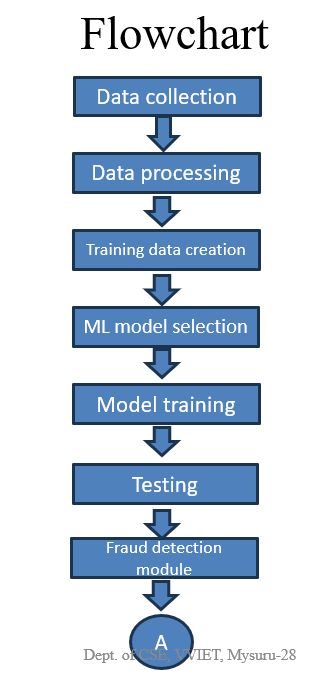 Flowchart
Data collection
Data processing
Training data creation
ML model selection
Model training
Testing
Fraud detection
module
A
Dept. of CSE, VVIET, Mysuru-28